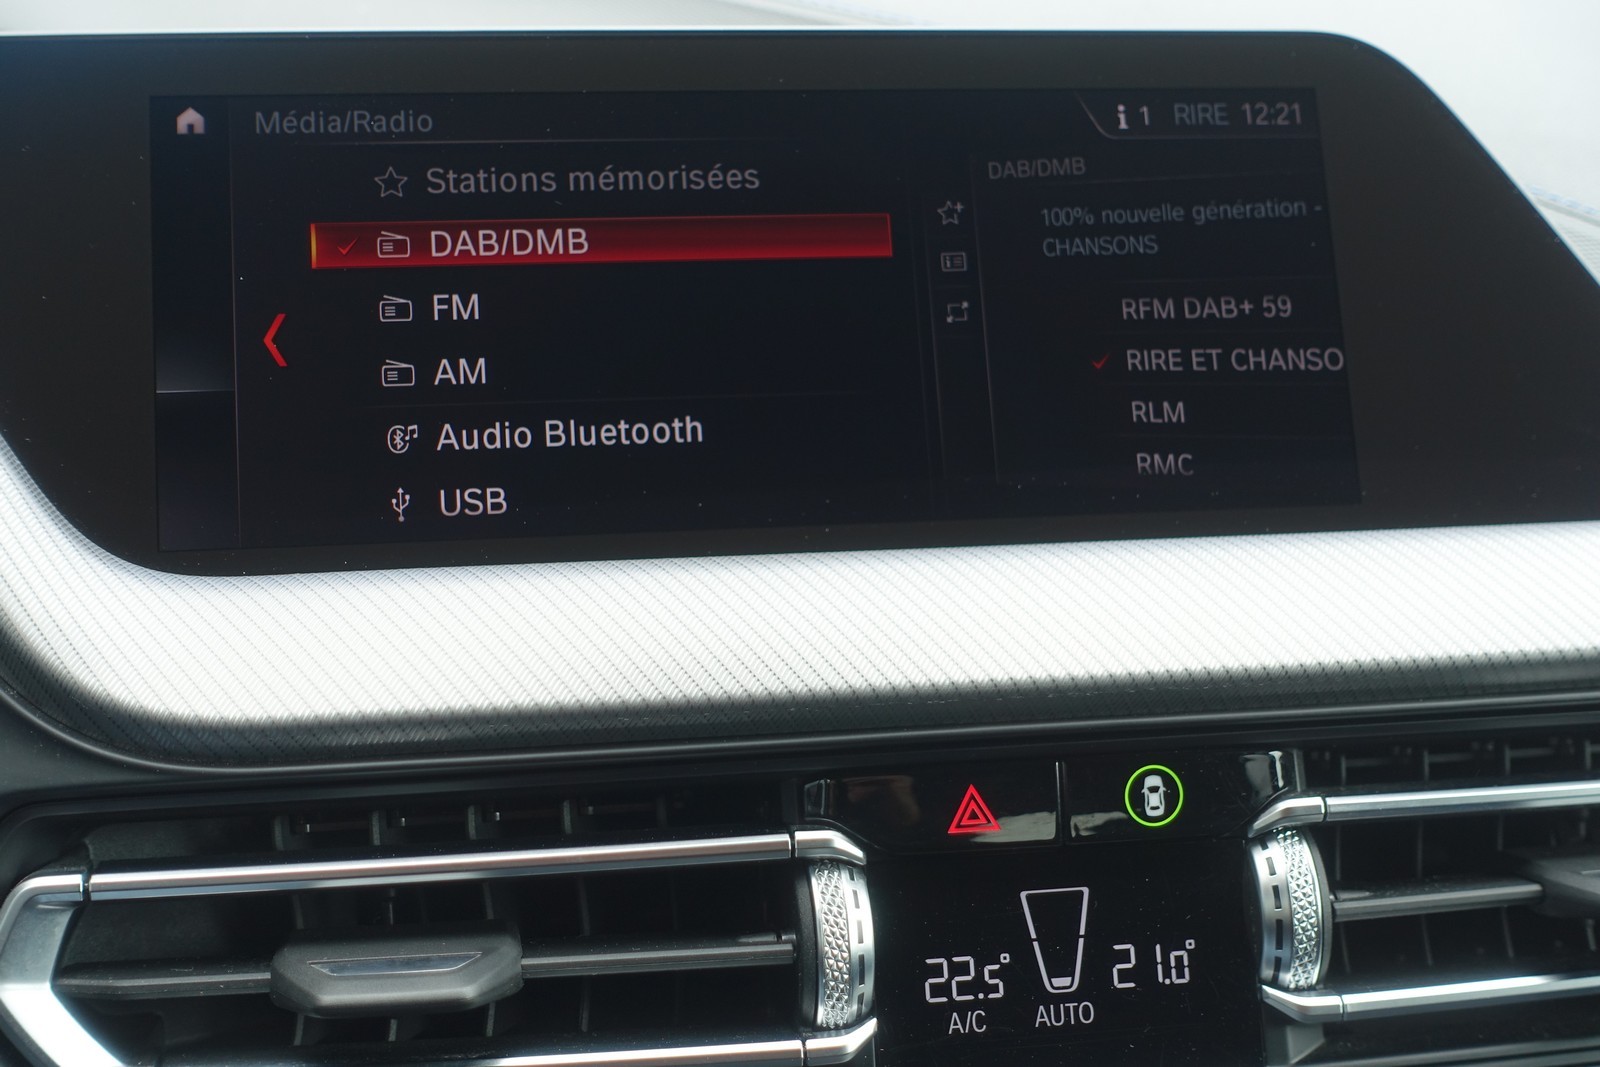 Média/Radio
1 RIRE 12:21
Stations mémorisées
DAB/DMB
FM
AM
Audio Bluetooth
USB
DAB/DMB
100% nouvelle génération -
CHANSONS
RFM DAB+ 59
RIRE ET CHANSO
RLM
RMC
22.5° 21.0°
A/C AUTO